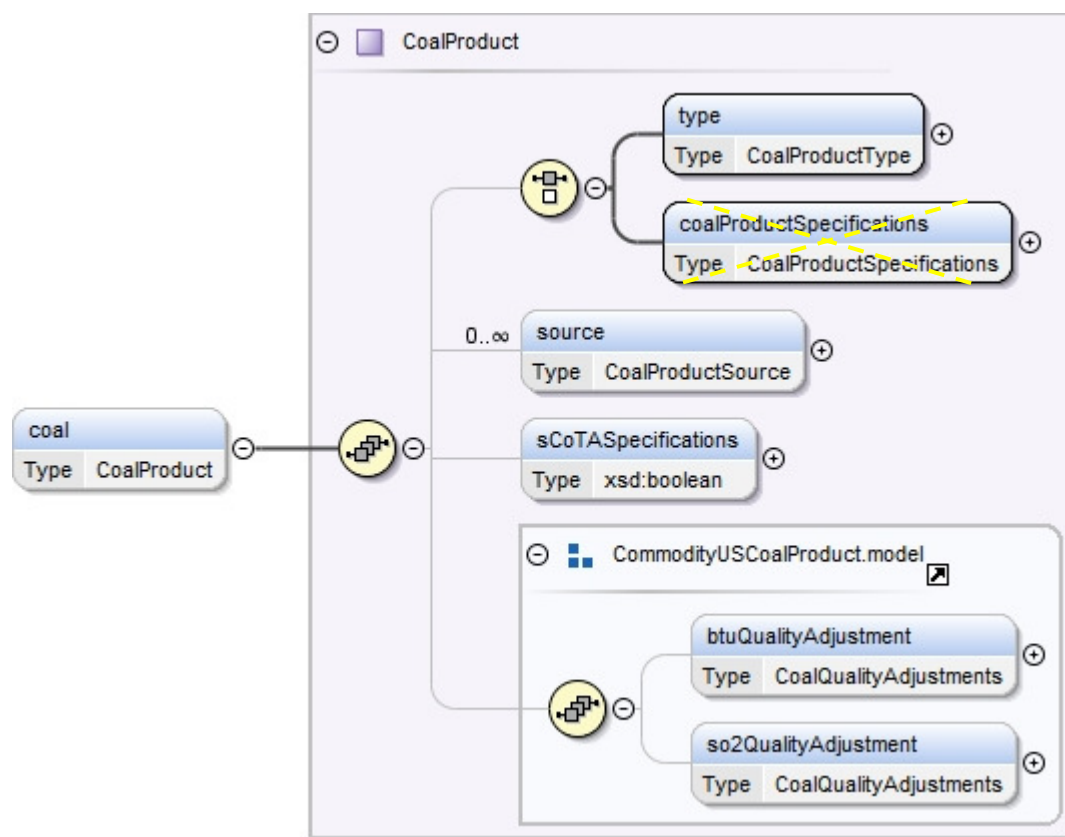 CoalProduct
type
Type CoalProductType
coalProductSpecifications
Type CoalProductSpecifications
0..∞
source
Type CoalProductSource
coal
Type CoalProduct
sCoTASpecifications
Type xsd:boolean
CommodityUSCoalProduct.model
btuQualityAdjustment
Type CoalQualityAdjustments
so2QualityAdjustment
Type CoalQualityAdjustments